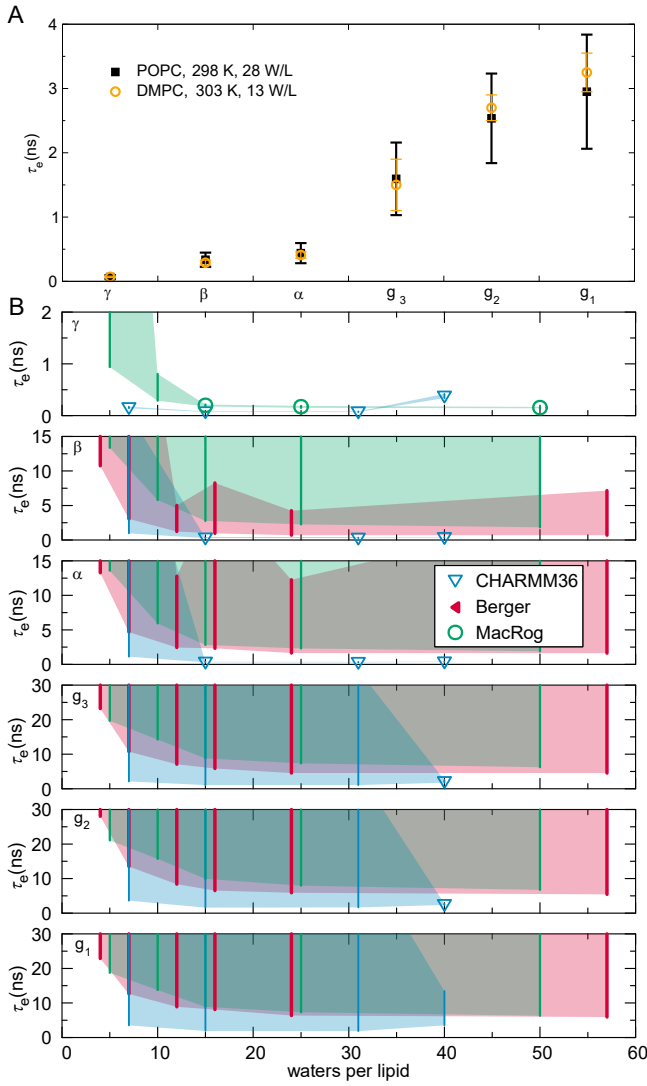 A
4
3
2
1
0
τe(ns)
POPC, 298 K, 28 W/L
DMPC, 303 K, 13 W/L
γ β α g3 g2 g1
B
γ
2
1
0
τe(ns)
β
15
10
5
0
τe(ns)
α
15
10
5
0
τe(ns)
CHARMM36
Berger
MacRog
g3
30
20
10
0
τe(ns)
g2
30
20
10
0
τe(ns)
g1
30
20
10
0
τe(ns)
0 10 20 30 40 50 60
waters per lipid